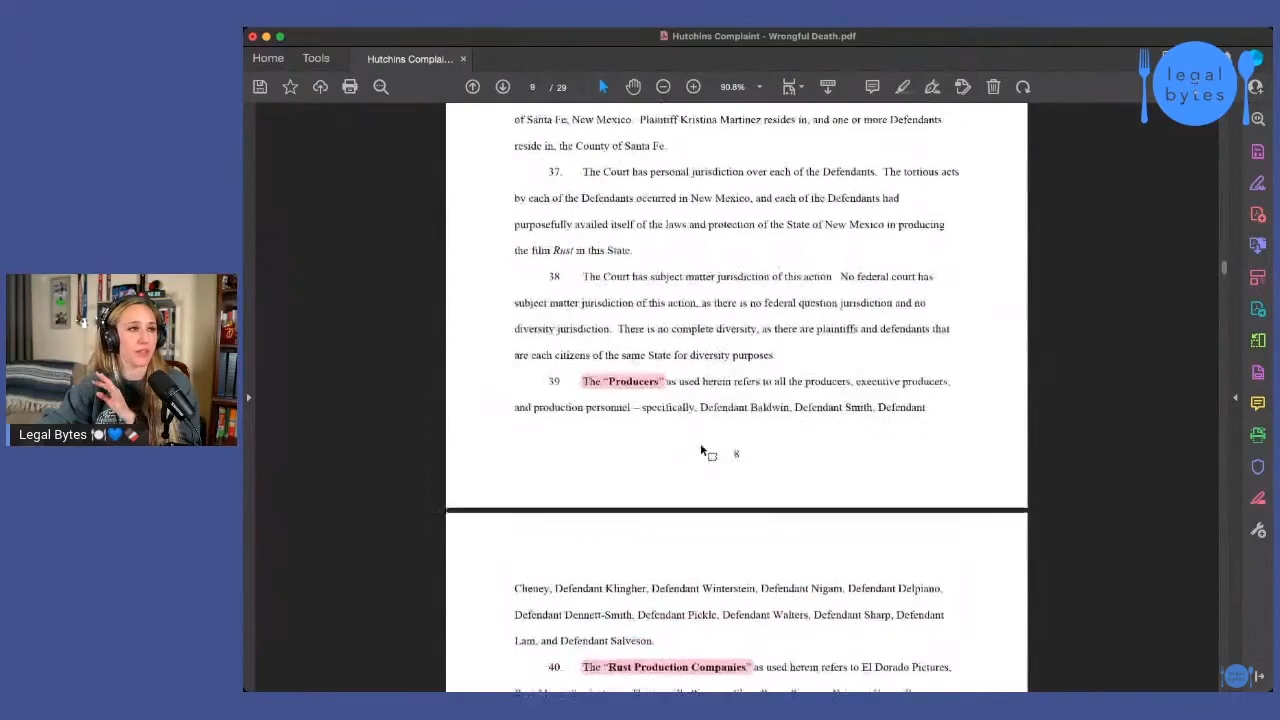 Hutchins Complaint - Wrongful Death.pdf
Home Tools Hutchins Complai... ×
9 / 29 90.8%
legal
bytes
of Santa Fe, New Mexico. Plaintiff Kristina Martinez resides in, and one or more Defendants
reside in, the County of Santa Fe.
37. The Court has personal jurisdiction over each of the Defendants. The tortious acts
by each of the Defendants occurred in New Mexico, and each of the Defendants had
purposefully availed itself of the laws and protection of the State of New Mexico in producing
the film Rust in this State.
38 The Court has subject matter jurisdiction of this action No federal court has
subject matter jurisdiction of this action, as there is no federal question jurisdiction and no
diversity jurisdiction. There is no complete diversity, as there are plaintiffs and defendants that
are each citizens of the same State for diversity purposes.
39 The “Producers” as used herein refers to all the producers, executive producers,
and production personnel – specifically, Defendant Baldwin, Defendant Smith, Defendant
8
Cheney, Defendant Klingher, Defendant Winterstein, Defendant Nigam, Defendant Delpiano,
Defendant Dennett-Smith, Defendant Pickle, Defendant Walters, Defendant Sharp, Defendant
Lam, and Defendant Salveson.
40. The “Rust Production Companies” as used herein refers to El Dorado Pictures,
Legal Bytes 🍽️💙🍫
legal
bytes